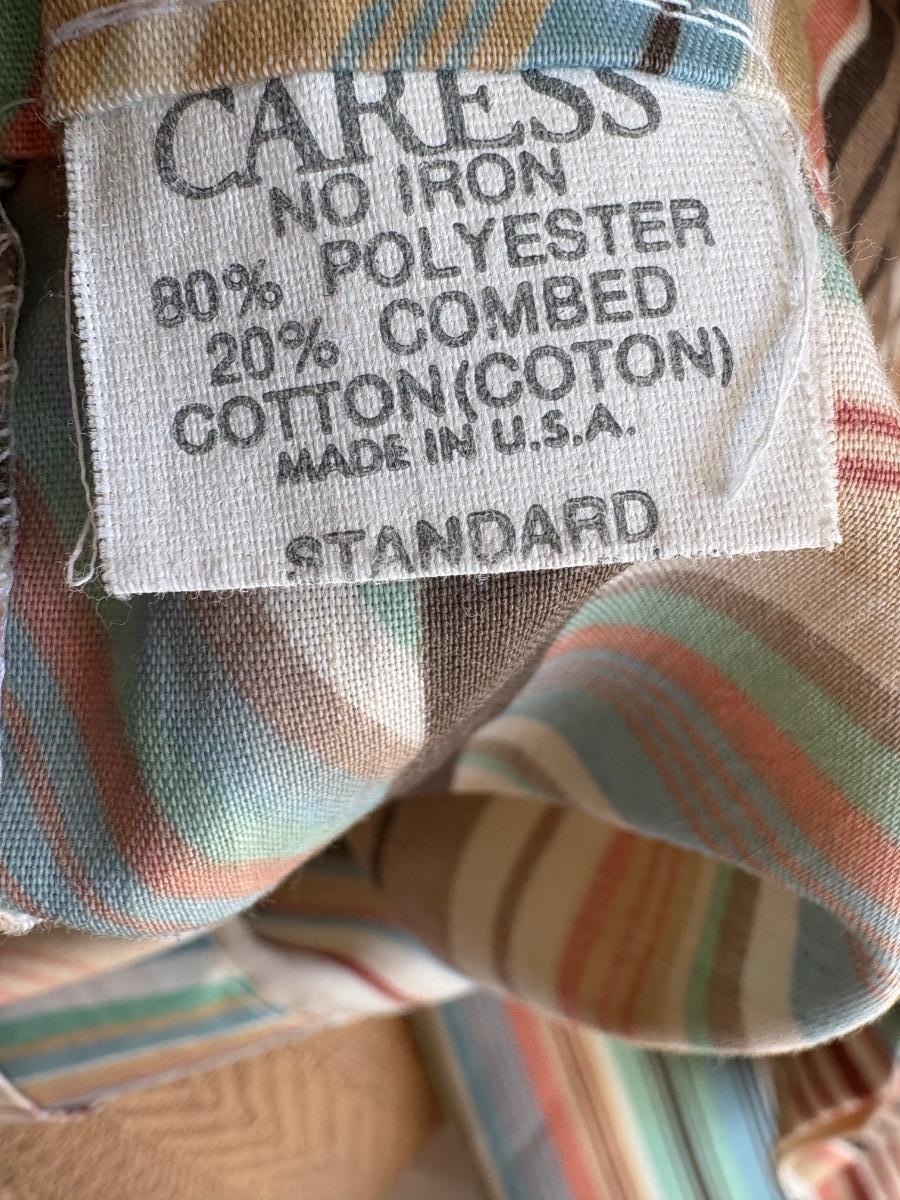 CARESS
NO IRON
80% POLYESTER
20% COMBED
COTTON (COTON)
MADE IN U.S.A.
STANDARD